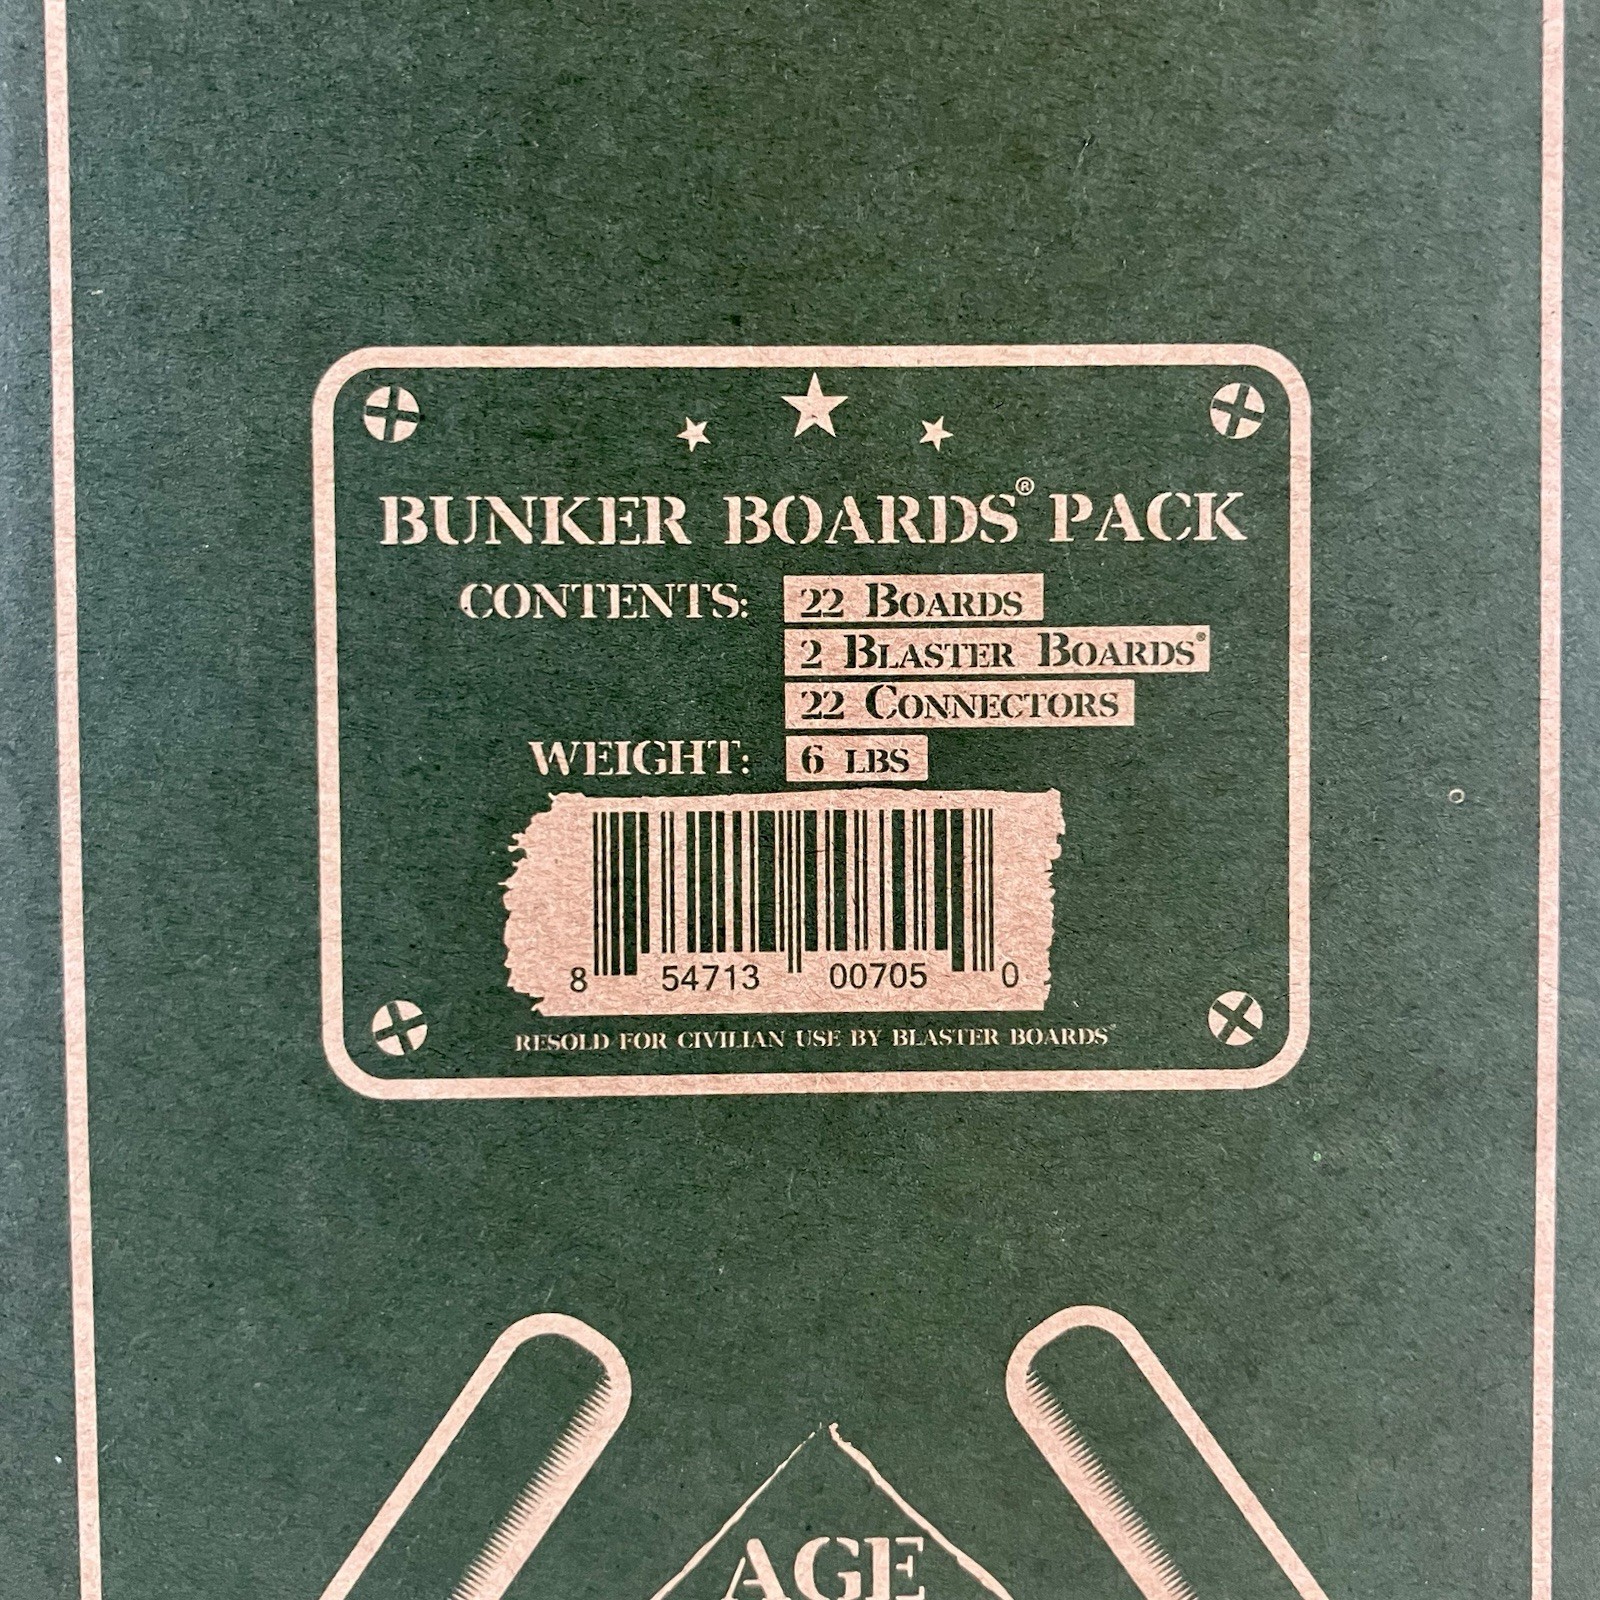 BUNKER BOARDS® PACK
CONTENTS: 22 BOARDS
2 BLASTER BOARDS®
22 CONNECTORS
WEIGHT: 6 LBS
8 54713 00705 0
RESOLD FOR CIVILIAN USE BY BLASTER BOARDS®
AGE